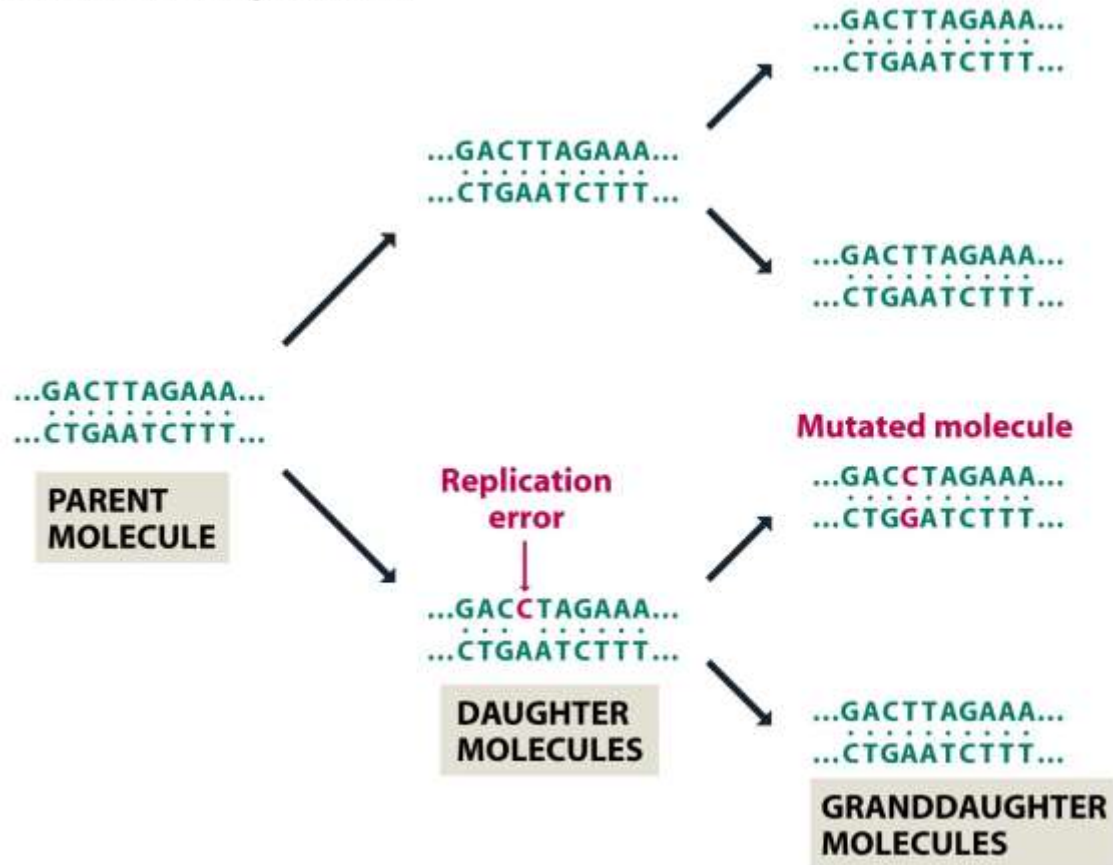 ...GACTTAGAAA...
...CTGAATCTTT...
...GACTTAGAAA...
...CTGAATCTTT...
...GACTTAGAAA...
...CTGAATCTTT...
...GACTTAGAAA...
...CTGAATCTTT...
PARENT
MOLECULE
Replication
error
...GACCTAGAAA...
...CTGAATCTTT...
DAUGHTER
MOLECULES
Mutated molecule
...GACCTAGAAA...
...CTGGATCTTT...
...GACTTAGAAA...
...CTGAATCTTT...
GRANDDAUGHTER
MOLECULES